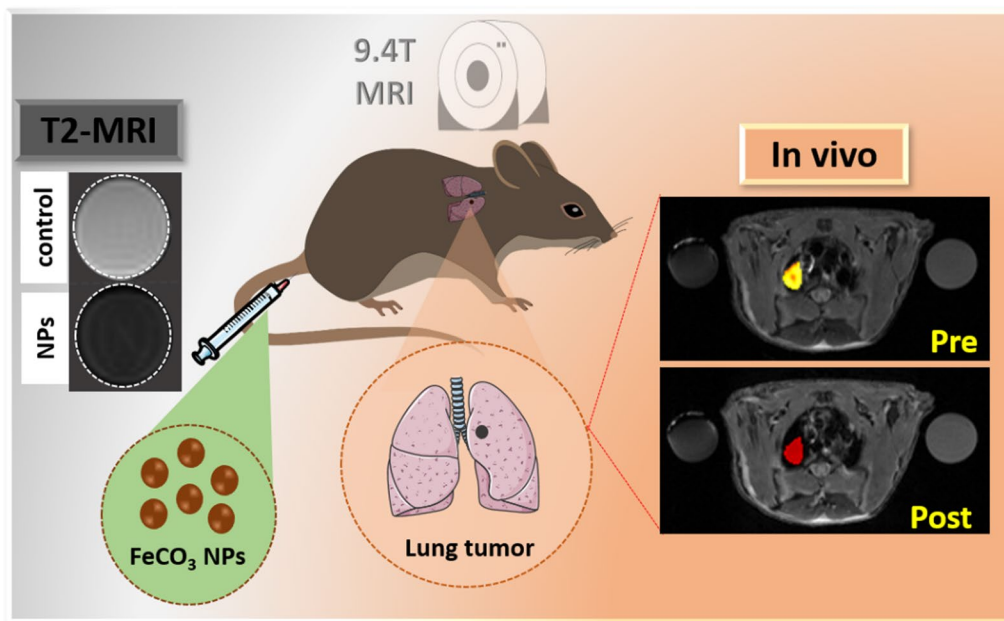 9.4T
MRI
T2-MRI
control
NPs
In vivo
Pre
Post
FeCO₃ NPs
Lung tumor